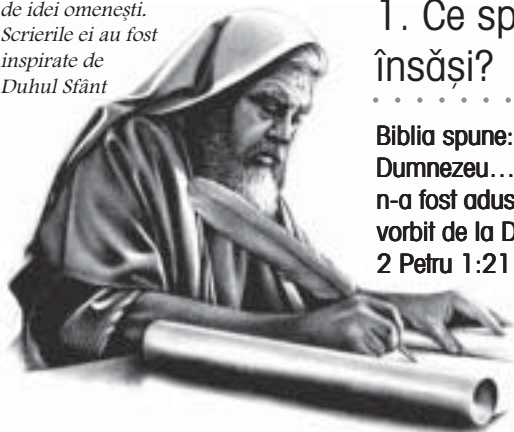 de idei omeneşti.
Scrierile ei au fost
inspirate de
Duhul Sfânt
1. Ce sp
însăși?
Biblia spune:
Dumnezeu…
n-a fost adus
vorbit de la D
2 Petru 1:21